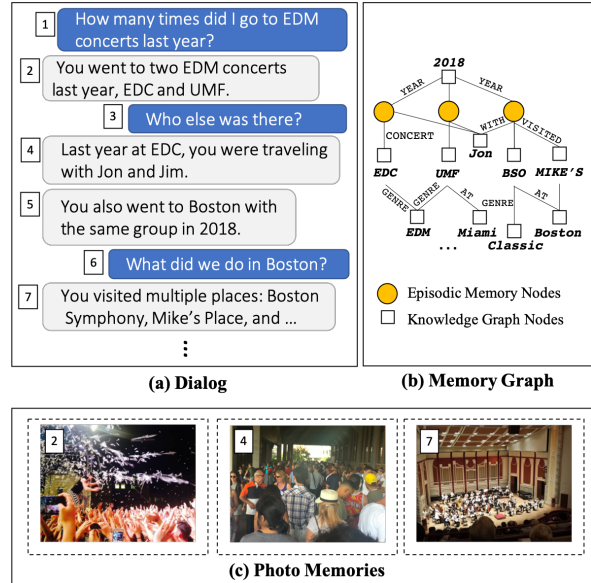 1
How many times did I go to EDM
concerts last year?
2
You went to two EDM concerts
last year, EDC and UMF.
3
Who else was there?
4
Last year at EDC, you were traveling
with Jon and Jim.
5
You also went to Boston with
the same group in 2018.
6
What did we do in Boston?
7
You visited multiple places: Boston
Symphony, Mike's Place, and ...
(a) Dialog
2018
YEAR
YEAR
CONCERT
WITH
VISITED
Jon
EDC
UMF
BSO
MIKE'S
GENRE
GENRE
AT
GENRE
AT
EDM
Miami
Classic
Boston
...
Episodic Memory Nodes
Knowledge Graph Nodes
(b) Memory Graph
2
4
7
(c) Photo Memories